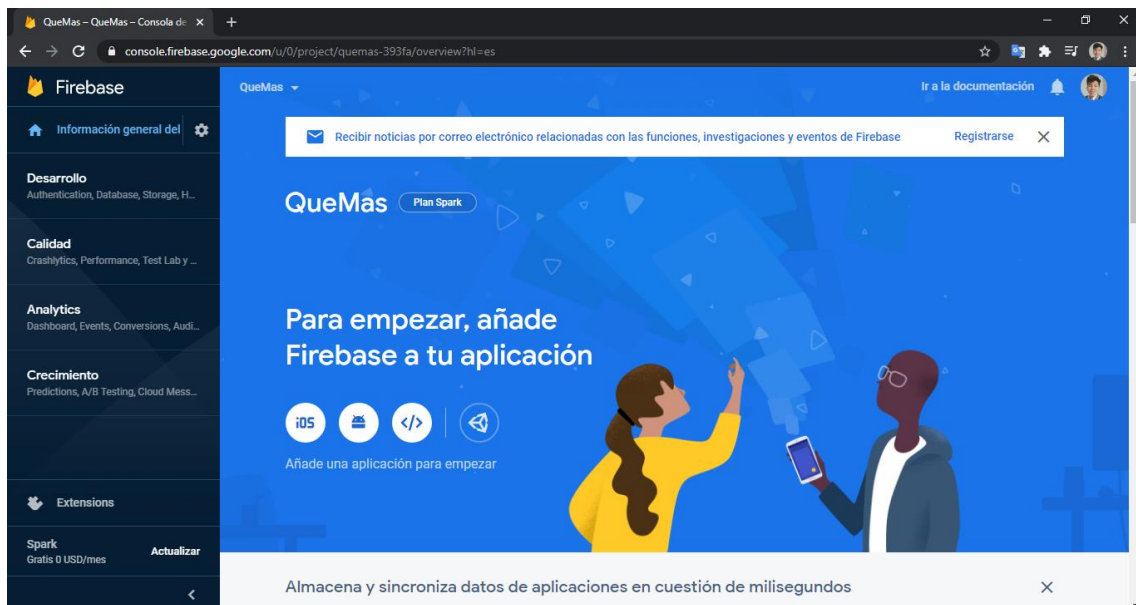 QueMas – QueMas – Consola de
console.firebase.google.com/u/0/project/quemas-393fa/overview?hl=es
Firebase
QueMas
Ir a la documentación
Información general del
Recibir noticias por correo electrónico relacionadas con las funciones, investigaciones y eventos de Firebase
Registrarse
Desarrollo
Authentication, Database, Storage, H...
QueMas
Plan Spark
Calidad
Crashlytics, Performance, Test Lab y ...
Analytics
Dashboard, Events, Conversions, Audi...
Para empezar, añade
Firebase a tu aplicación
Crecimiento
Predictions, A/B Testing, Cloud Mess...
iOS
</>
Añade una aplicación para empezar
Extensions
Spark
Gratis 0 USD/mes
Actualizar
Almacena y sincroniza datos de aplicaciones en cuestión de milisegundos